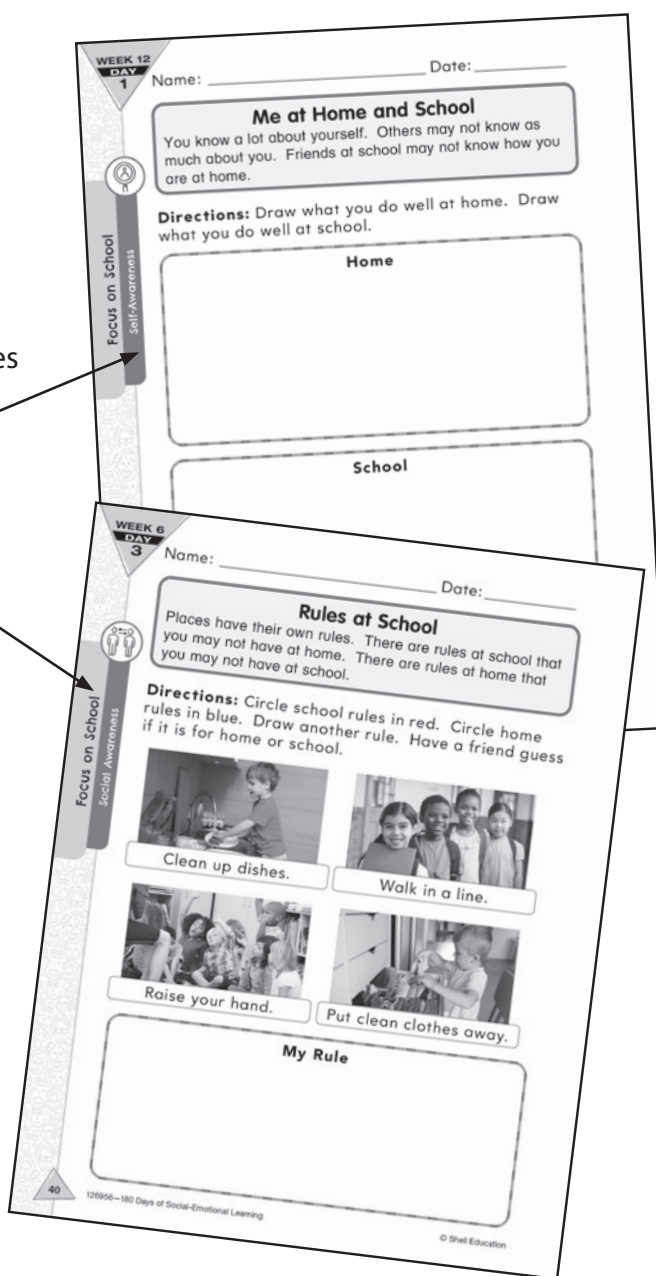 WEEK 12
DAY
1
Name:
Date:
Me at Home and School
You know a lot about yourself. Others may not know as
much about you. Friends at school may not know how you
are at home.
Directions: Draw what you do well at home. Draw
what you do well at school.
Home
School
Focus on School
Self-Awareness
es
WEEK 6
DAY
3
Name:
Date:
Rules at School
Places have their own rules. There are rules at school that
you may not have at home. There are rules at home that
you may not have at school.
Directions: Circle school rules in red. Circle home
rules in blue. Draw another rule. Have a friend guess
if it is for home or school.
Focus on School
Social Awareness
Clean up dishes.
Walk in a line.
Raise your hand.
Put clean clothes away.
My Rule
40
126956—180 Days of Social-Emotional Learning
© Shell Education